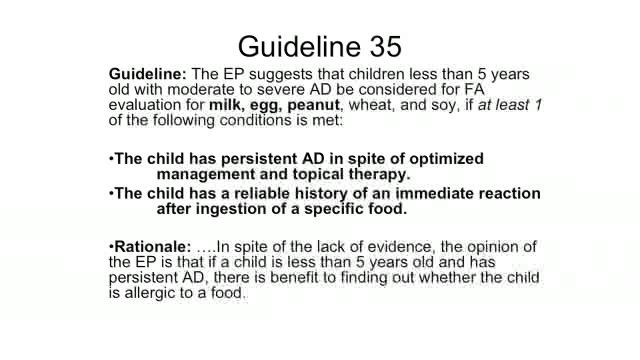 Guideline 35
Guideline: The EP suggests that children less than 5 years
old with moderate to severe AD be considered for FA
evaluation for milk, egg, peanut, wheat, and soy, if at least 1
of the following conditions is met:
•The child has persistent AD in spite of optimized
management and topical therapy.
•The child has a reliable history of an immediate reaction
after ingestion of a specific food.
•Rationale: ….In spite of the lack of evidence, the opinion of
the EP is that if a child is less than 5 years old and has
persistent AD, there is benefit to finding out whether the child
is allergic to a food.